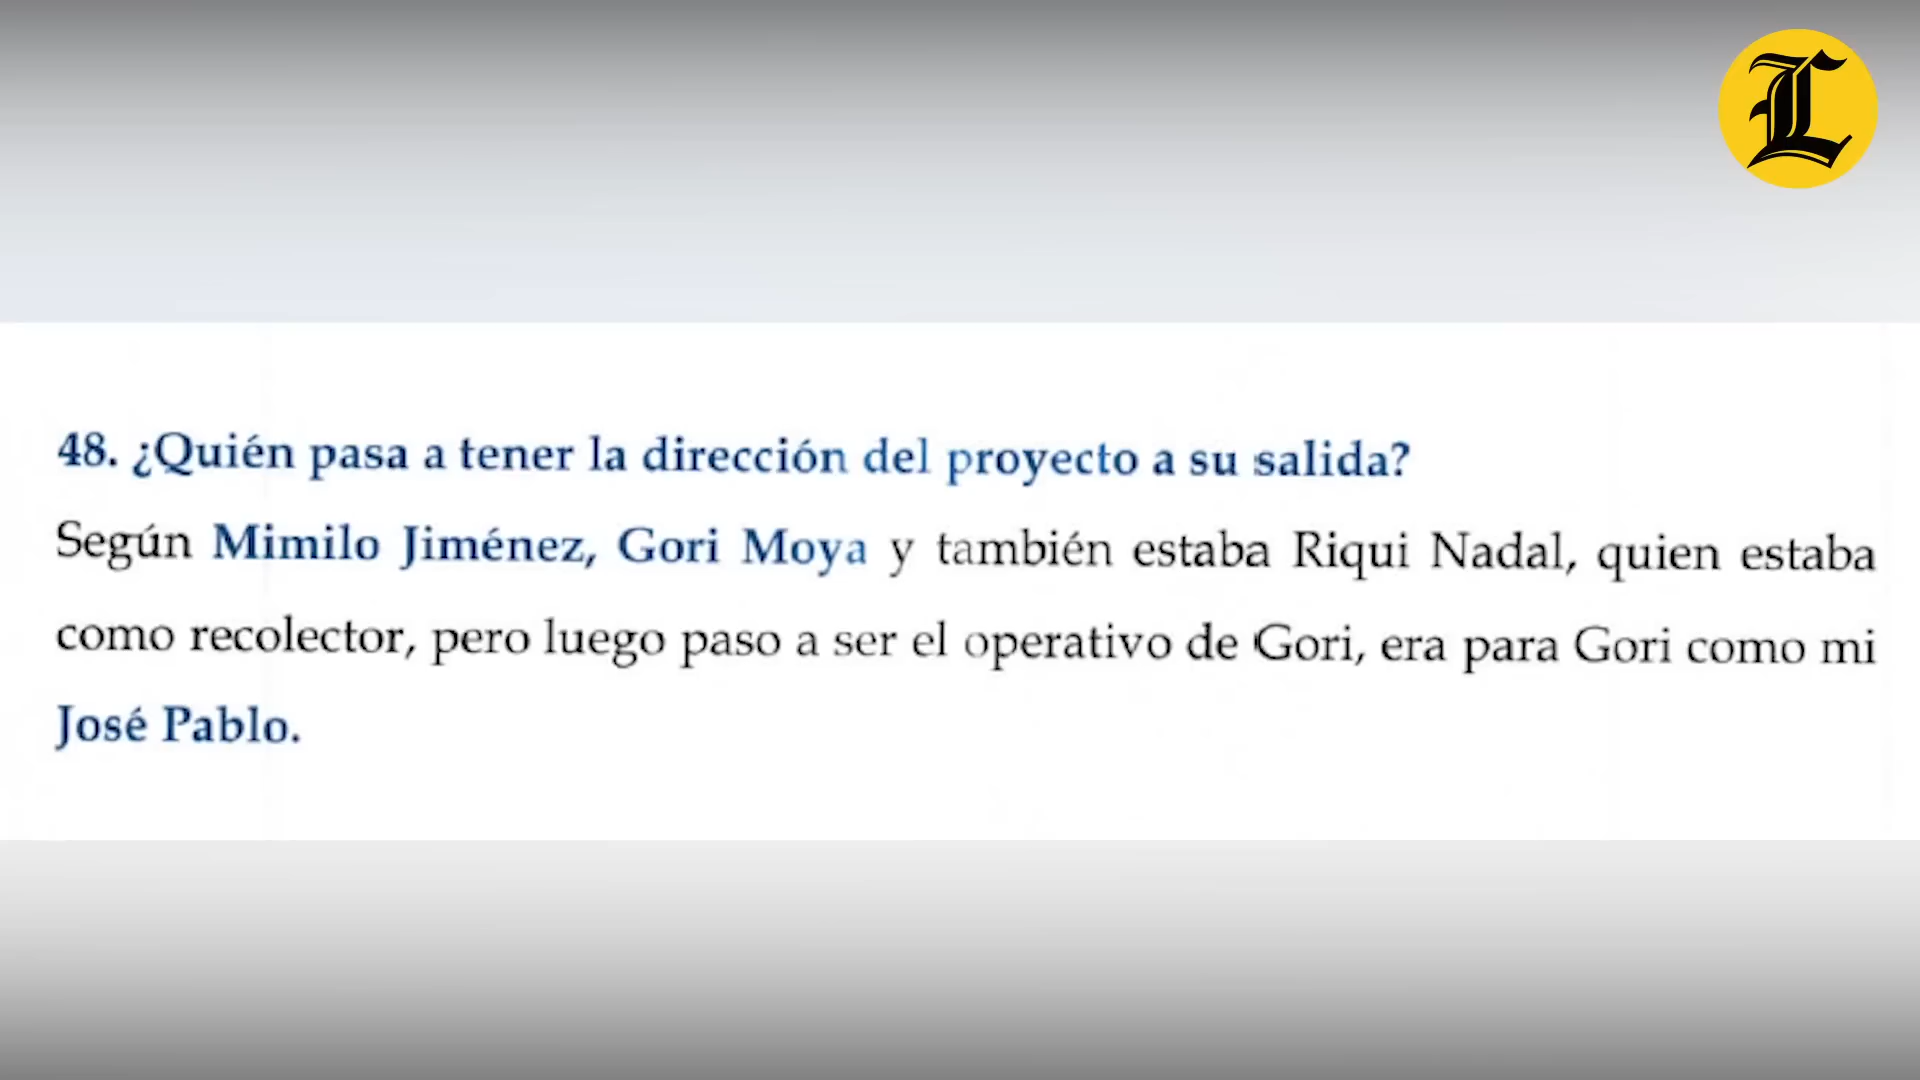 L
48. ¿Quién pasa a tener la dirección del proyecto a su salida?
Según Mimilo Jiménez, Gori Moya y también estaba Riqui Nadal, quien estaba
como recolector, pero luego paso a ser el operativo de Gori, era para Gori como mi
José Pablo.